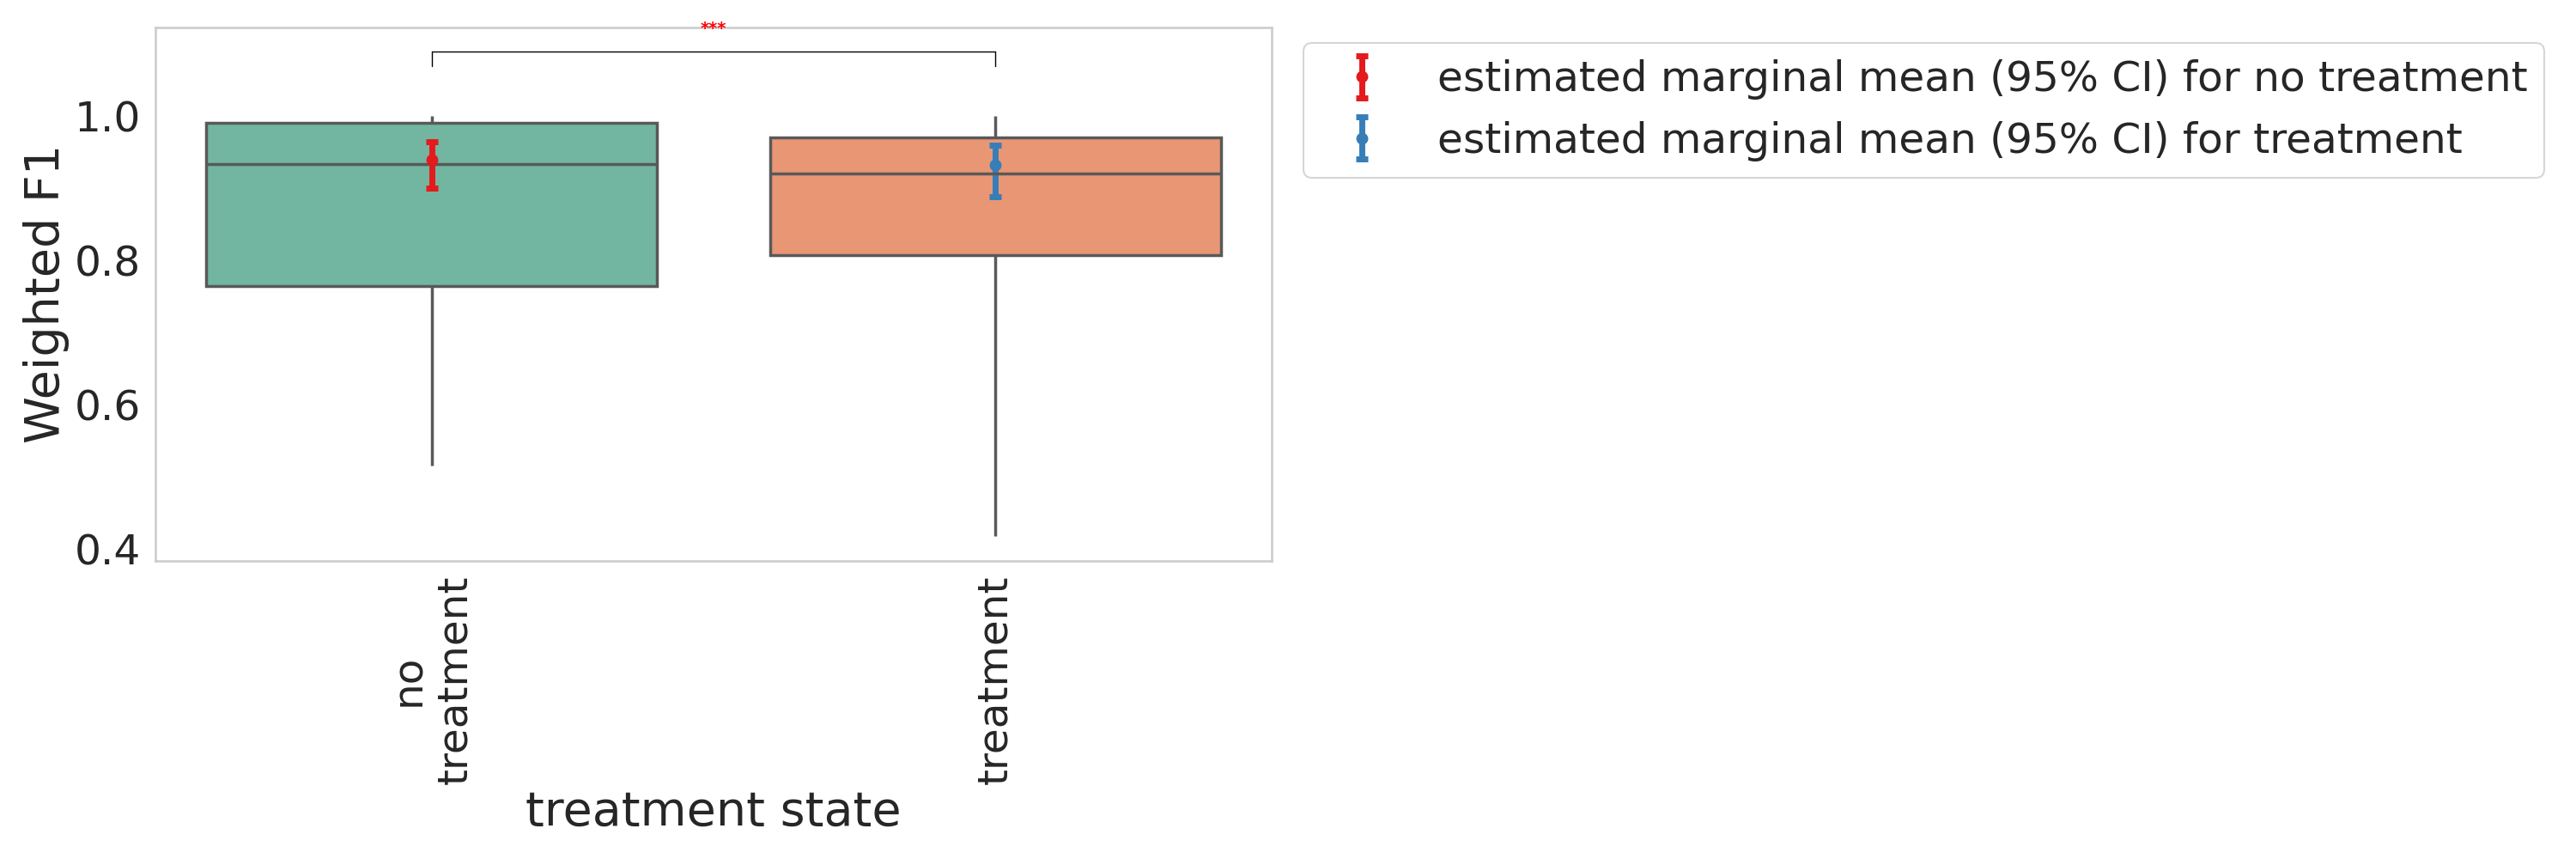 ***
estimated marginal mean (95% CI) for no treatment
estimated marginal mean (95% CI) for treatment
Weighted F1
1.0
0.8
0.6
0.4
no
treatment
treatment
treatment state